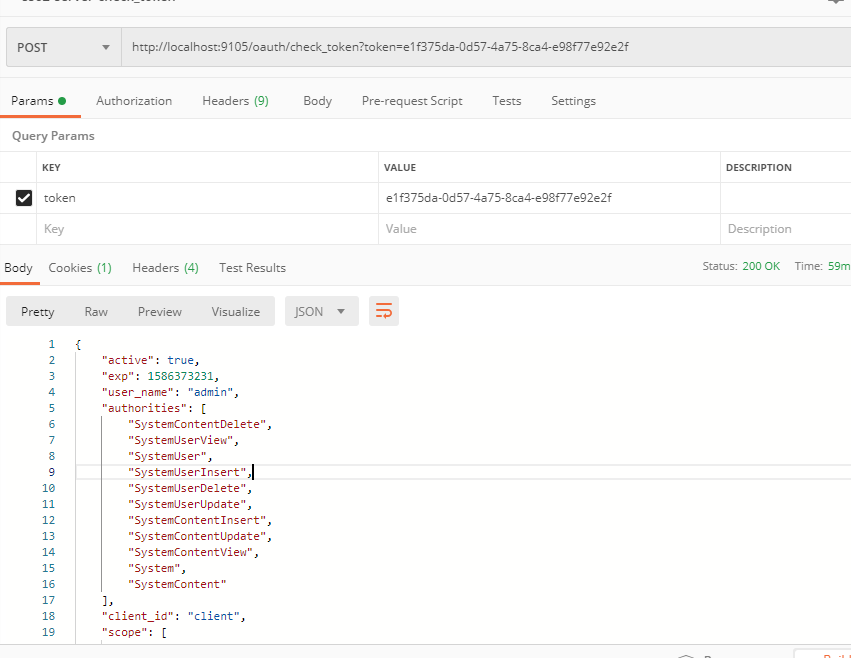 POST http://localhost:9105/oauth/check_token?token=e1f375da-0d57-4a75-8ca4-e98f77e92e2f
Params Authorization Headers (9) Body Pre-request Script Tests Settings
Query Params
KEY VALUE DESCRIPTION
token e1f375da-0d57-4a75-8ca4-e98f77e92e2f
Key Value Description
Body Cookies (1) Headers (4) Test Results Status: 200 OK Time: 59m
Pretty Raw Preview Visualize JSON
1 {
2 "active": true,
3 "exp": 1586373231,
4 "user_name": "admin",
5 "authorities": [
6 "SystemContentDelete",
7 "SystemUserView",
8 "SystemUser",
9 "SystemUserInsert",
10 "SystemUserDelete",
11 "SystemUserUpdate",
12 "SystemContentInsert",
13 "SystemContentUpdate",
14 "SystemContentView",
15 "System",
16 "SystemContent"
17 ],
18 "client_id": "client",
19 "scope": [